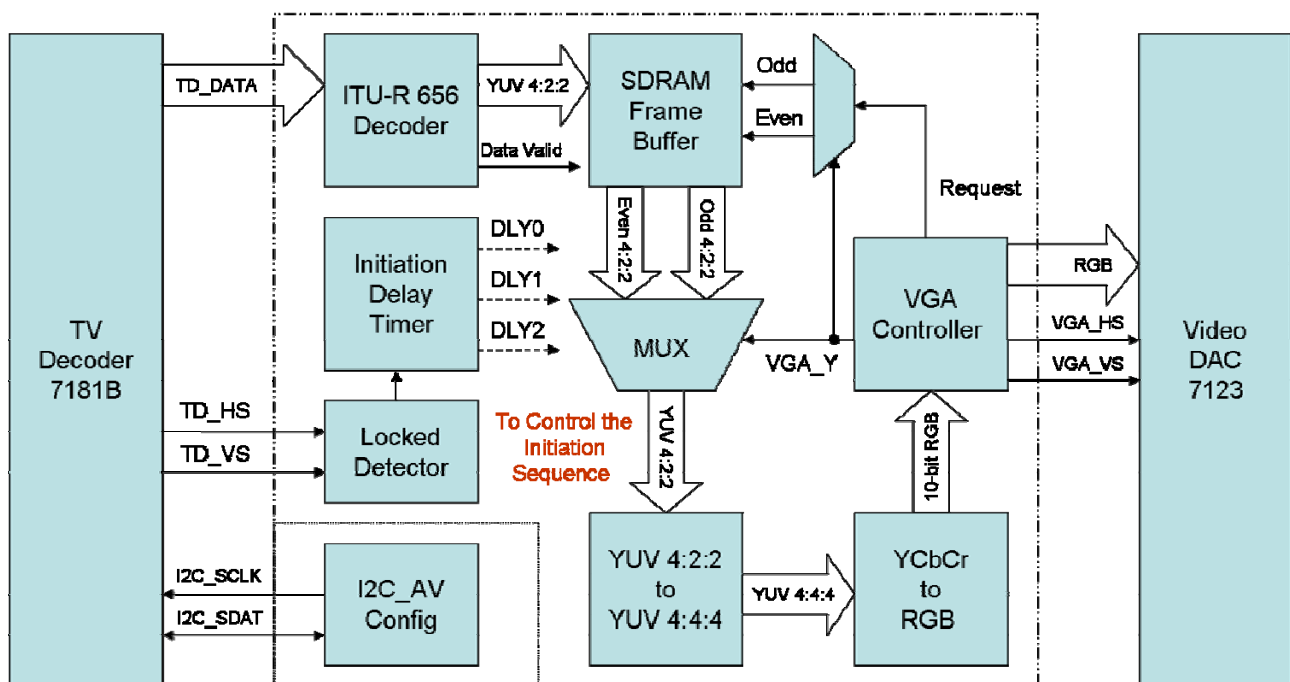 TV
Decoder
7181B
TD_DATA
ITU-R 656
Decoder
YUV 4:2:2
Data Valid
SDRAM
Frame
Buffer
Odd
Even
Request
Initiation
Delay
Timer
DLY0
DLY1
DLY2
Even 4:2:2
Odd 4:2:2
MUX
VGA_Y
VGA
Controller
RGB
VGA_HS
VGA_VS
Video
DAC
7123
TD_HS
TD_VS
Locked
Detector
To Control the
Initiation
Sequence
YUV 4:2:2
10-bit RGB
I2C_SCLK
I2C_SDAT
I2C_AV
Config
YUV 4:2:2
to
YUV 4:4:4
YUV 4:4:4
YCbCr
to
RGB